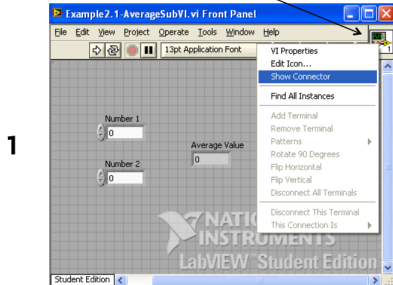 Example2.1-AverageSubVI.vi Front Panel
File Edit View Project Operate Tools Window Help
13pt Application Font
1
VI Properties
Edit Icon...
Show Connector
Find All Instances
Add Terminal
Remove Terminal
Patterns
Rotate 90 Degrees
Flip Horizontal
Flip Vertical
Disconnect All Terminals
Disconnect This Terminal
This Connection Is
1
Number 1
0
Average Value
0
Number 2
0
NATIO
INSTRUMENTS
LabVIEW Student Edition
Student Edition